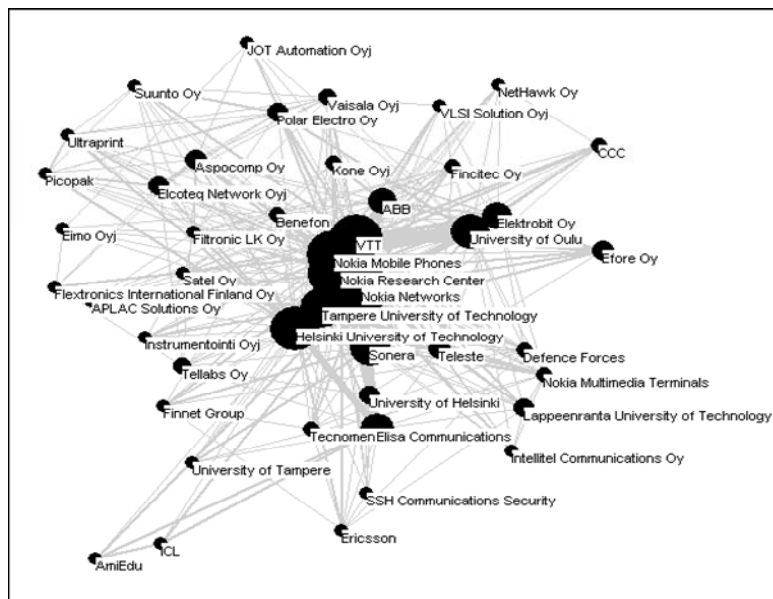 JOT Automation Oyj
Suunto Oy
NetHawk Oy
Vaisala Oyj
VLSI Solution Oyj
Polar Electro Oy
Ultraprint
CCC
Aspocomp Oy
Kone Oyj
Fincitec Oy
Picopak
Elcoteq Network Oyj
ABB
Benefon
Elektrobit Oy
Eimo Oyj
Filtronic LK Oy
VTT
University of Oulu
Efore Oy
Nokia Mobile Phones
Satel Oy
Nokia Research Center
Flextronics International Finland Oy
Nokia Networks
APLAC Solutions Oy
Tampere University of Technology
Instrumentointi Oyj
Helsinki University of Technology
Sonera
Teleste
Defence Forces
Tellabs Oy
Nokia Multimedia Terminals
University of Helsinki
Finnet Group
Lappeenranta University of Technology
Tecnomen
Elisa Communications
Intellitel Communications Oy
University of Tampere
SSH Communications Security
Ericsson
ICL
AmiEdu